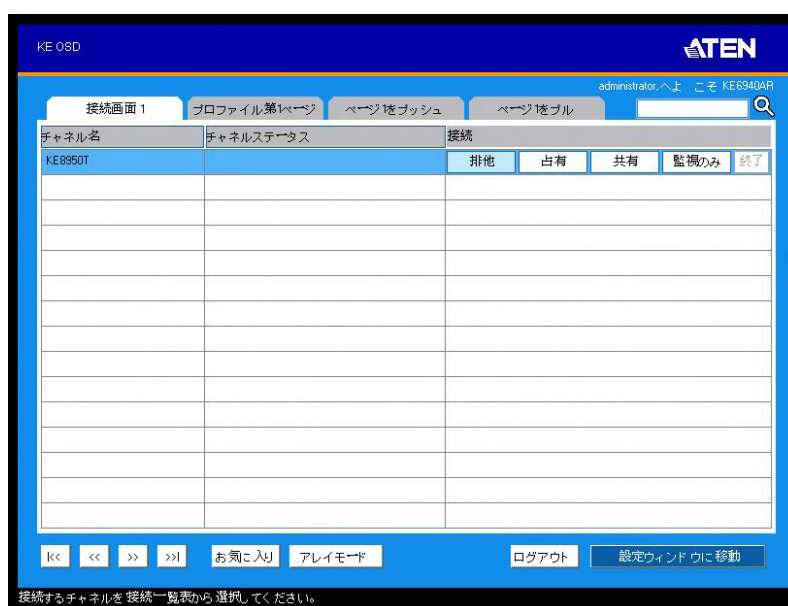 KE OSD
ATEN
administrator,へよ こそ KE6940AR
接続画面 1 プロファイル第1ページ ページ1をプッシュ ページ1をプル
チャネル名 チャネルステータス 接続
KE8950T 排他 占有 共有 監視のみ 終了
|<< << >> >>| お気に入り アレイモード ログアウト 設定ウィンドウに移動
接続するチャネルを接続一覧表から選択してください。